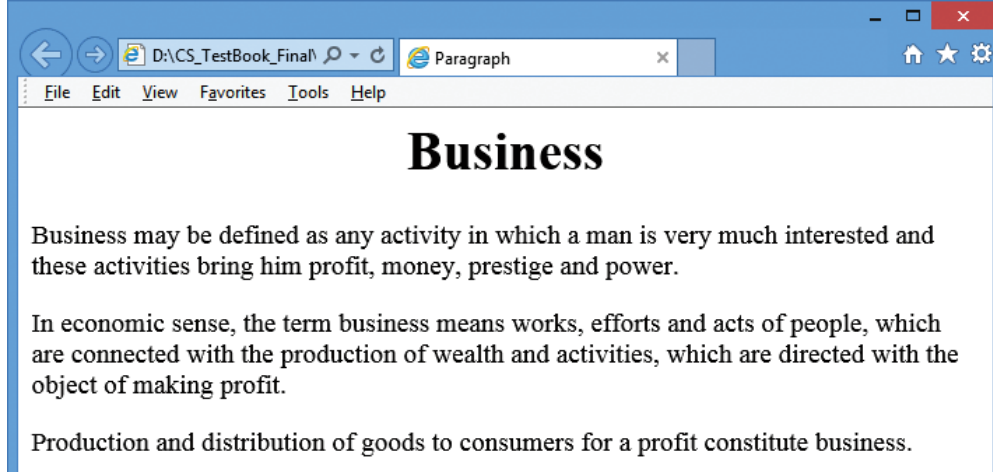 D:\CS_TestBook_Final\
Paragraph
File Edit View Favorites Tools Help
Business
Business may be defined as any activity in which a man is very much interested and
these activities bring him profit, money, prestige and power.
In economic sense, the term business means works, efforts and acts of people, which
are connected with the production of wealth and activities, which are directed with the
object of making profit.
Production and distribution of goods to consumers for a profit constitute business.